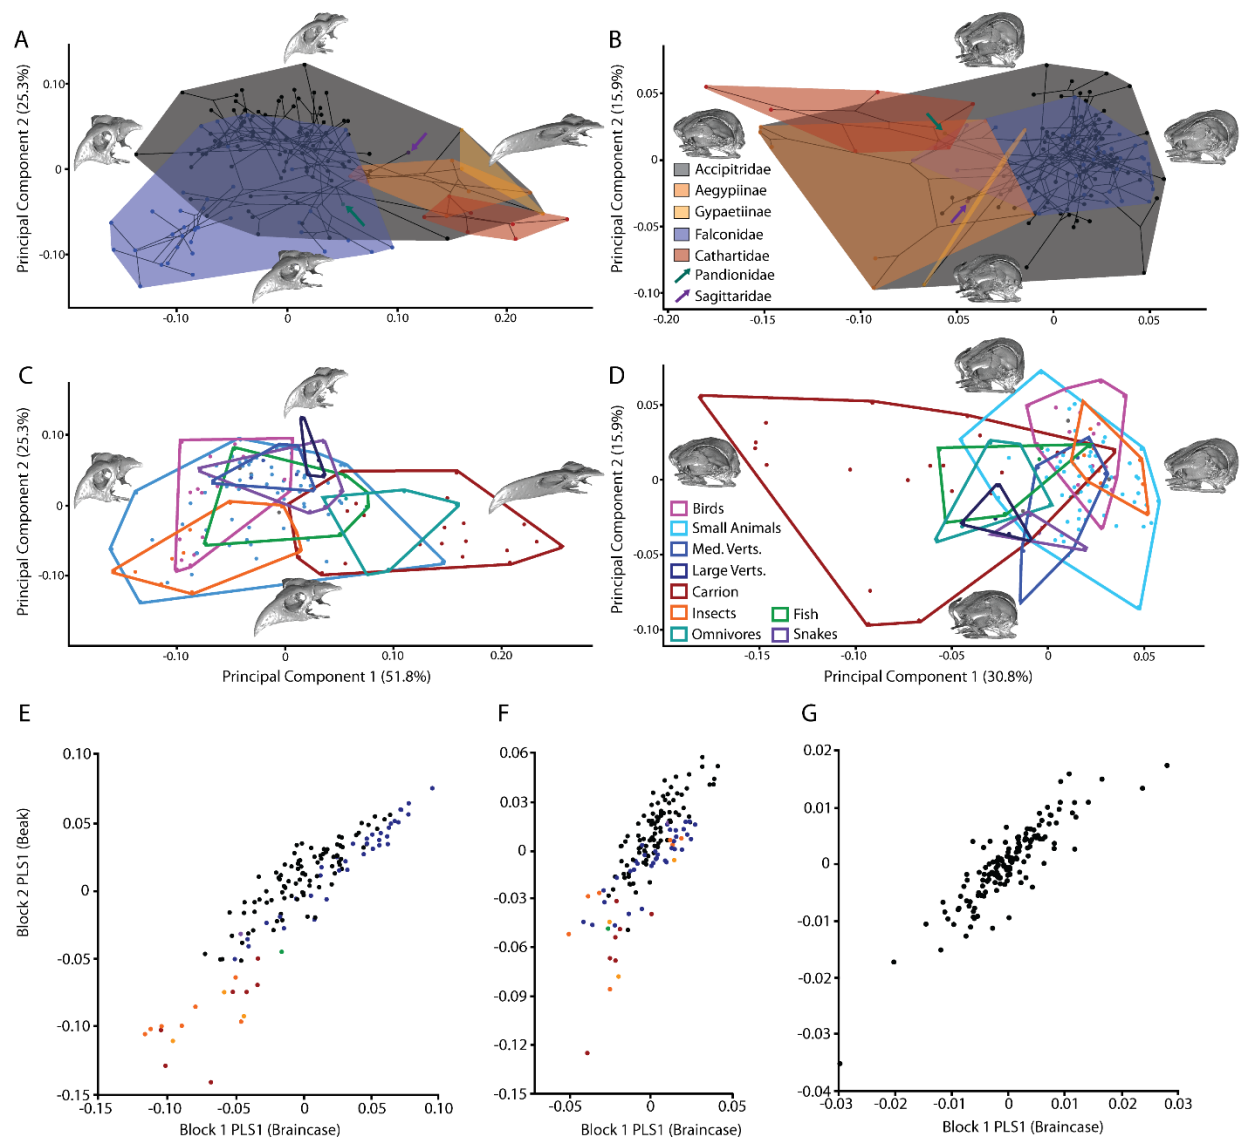 A
Principal Component 2 (25.3%)
0.10
0
-0.10
-0.10
0
0.10
0.20
B
Principal Component 2 (15.9%)
0.05
0
-0.05
-0.10
-0.20
-0.15
-0.10
0.05
0
0.05
Accipitridae
Aegypiinae
Gypaetiinae
Falconidae
Cathartidae
Pandionidae
Sagittaridae
C
Principal Component 2 (25.3%)
0.10
0
-0.10
-0.10
0
0.10
0.20
Principal Component 1 (51.8%)
D
Principal Component 2 (15.9%)
0.05
0
-0.05
-0.10
-0.15
-0.10
-0.05
0
0.05
Principal Component 1 (30.8%)
Birds
Small Animals
Med. Verts.
Large Verts.
Carrion
Insects
Fish
Omnivores
Snakes
E
Block 2 PLS1 (Beak)
0.10
0.05
0
-0.05
-0.10
-0.15
-0.15
-0.10
-0.05
0
0.05
0.10
Block 1 PLS1 (Braincase)
F
0.06
0.03
0
-0.03
-0.06
-0.09
-0.12
-0.15
-0.05
0
0.05
Block 1 PLS1 (Braincase)
G
0.02
0.01
0
-0.01
-0.02
-0.03
-0.04
-0.03
-0.02
-0.01
0
0.01
0.02
0.03
Block 1 PLS1 (Braincase)